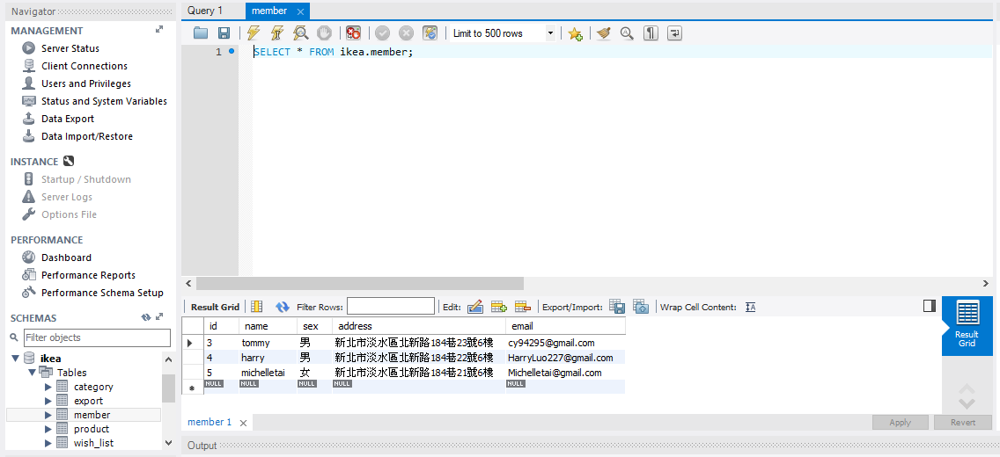 Navigator
MANAGEMENT
Server Status
Client Connections
Users and Privileges
Status and System Variables
Data Export
Data Import/Restore
INSTANCE
Startup / Shutdown
Server Logs
Options File
PERFORMANCE
Dashboard
Performance Reports
Performance Schema Setup
SCHEMAS
Filter objects
ikea
Tables
category
export
member
product
wish_list
Query 1 member
Limit to 500 rows
1 SELECT * FROM ikea.member;
Result Grid Filter Rows: Edit: Export/Import: Wrap Cell Content:
id name sex address email
3 tommy 男 新北市淡水區北新路184巷23號6樓 cy94295@gmail.com
4 harry 男 新北市淡水區北新路184巷22號6樓 HarryLuo227@gmail.com
5 michelletai 女 新北市淡水區北新路184巷21號6樓 Michelletai@gmail.com
NULL NULL NULL NULL NULL
Result
Grid
member 1 Apply Revert
Output